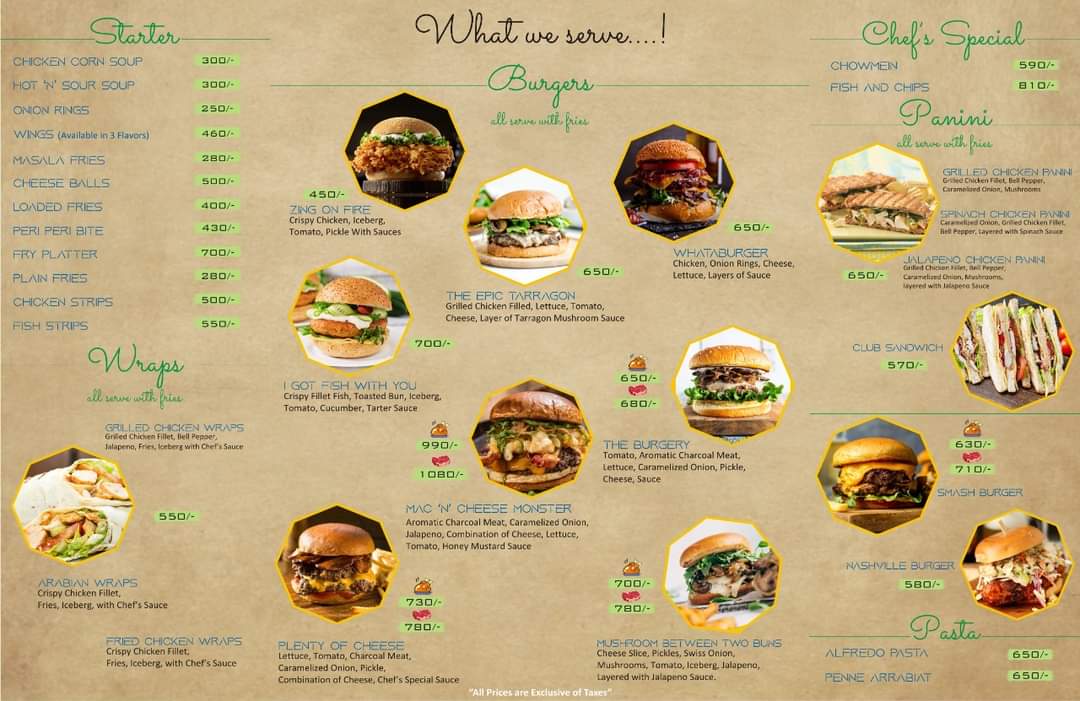 What we serve....!
Starter
CHICKEN CORN SOUP 300/-
HOT 'N' SOUR SOUP 300/-
ONION RINGS 250/-
WINGS (Available in 3 Flavors) 460/-
MASALA FRIES 280/-
CHEESE BALLS 500/-
LOADED FRIES 400/-
PERI PERI BITE 430/-
FRY PLATTER 700/-
PLAIN FRIES 280/-
CHICKEN STRIPS 500/-
FISH STRIPS 550/-
Wraps
all serve with fries
GRILLED CHICKEN WRAPS
Grilled Chicken Fillet, Bell Pepper,
Jalapeno, Fries, Iceberg with Chef's Sauce
550/-
ARABIAN WRAPS
Crispy Chicken Fillet,
Fries, Iceberg, with Chef's Sauce
FRIED CHICKEN WRAPS
Crispy Chicken Fillet,
Fries, Iceberg, with Chef's Sauce
Burgers
all serve with fries
450/-
ZING ON FIRE
Crispy Chicken, Iceberg,
Tomato, Pickle With Sauces
650/-
THE EPIC TARRAGON
Grilled Chicken Filled, Lettuce, Tomato,
Cheese, Layer of Tarragon Mushroom Sauce
650/-
WHATABURGER
Chicken, Onion Rings, Cheese,
Lettuce, Layers of Sauce
700/-
I GOT FISH WITH YOU
Crispy Fillet Fish, Toasted Bun, Iceberg,
Tomato, Cucumber, Tarter Sauce
990/-
1080/-
MAC 'N' CHEESE MONSTER
Aromatic Charcoal Meat, Caramelized Onion,
Jalapeno, Combination of Cheese, Lettuce,
Tomato, Honey Mustard Sauce
650/-
680/-
THE BURGERY
Tomato, Aromatic Charcoal Meat,
Lettuce, Caramelized Onion, Pickle,
Cheese, Sauce
730/-
780/-
PLENTY OF CHEESE
Lettuce, Tomato, Charcoal Meat,
Caramelized Onion, Pickle,
Combination of Cheese, Chef's Special Sauce
700/-
780/-
MUSHROOM BETWEEN TWO BUNS
Cheese Slice, Pickles, Swiss Onion,
Mushrooms, Tomato, Iceberg, Jalapeno,
Layered with Jalapeno Sauce.
Chef's Special
CHOWMEIN 590/-
FISH AND CHIPS 810/-
Panini
all serve with fries
GRILLED CHICKEN PANINI
Grilled Chicken Fillet, Bell Pepper,
Caramelized Onion, Mushrooms
SPINACH CHICKEN PANINI
Caramelized Onion, Grilled Chicken Fillet,
Bell Pepper, Layered with Spinach Sauce
JALAPENO CHICKEN PANINI
Grilled Chicken Fillet, Bell Pepper,
Caramelized Onion, Mushrooms,
layered with Jalapeno Sauce
650/-
CLUB SANDWICH
570/-
630/-
710/-
SMASH BURGER
NASHVILLE BURGER
580/-
Pasta
ALFREDO PASTA 650/-
PENNE ARRABIAT 650/-
"All Prices are Exclusive of Taxes"